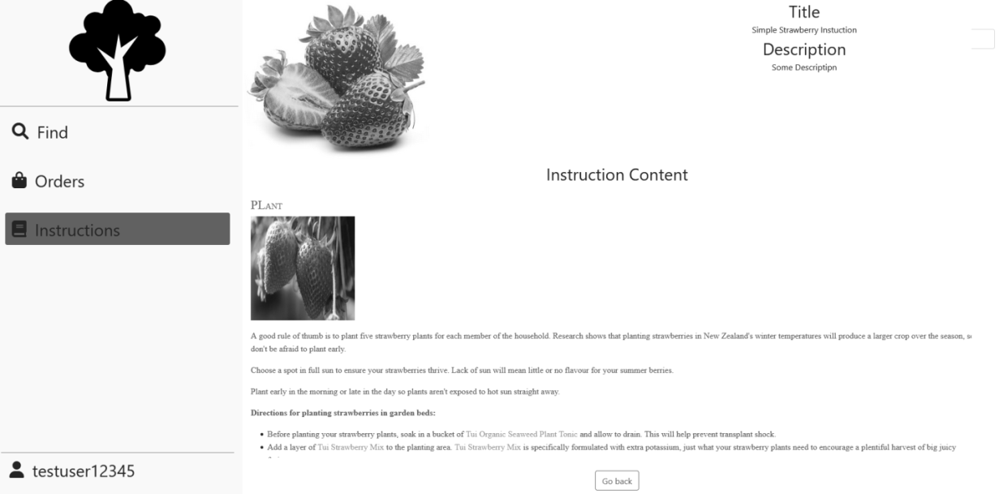 Find
Orders
Instructions
testuser12345
Title
Simple Strawberry Instuction
Description
Some Descriptipn
Instruction Content
PLANT
A good rule of thumb is to plant five strawberry plants for each member of the household. Research shows that planting strawberries in New Zealand's winter temperatures will produce a larger crop over the season,
don't be afraid to plant early.
Choose a spot in full sun to ensure your strawberries thrive. Lack of sun will mean little or no flavour for your summer berries.
Plant early in the morning or late in the day so plants aren't exposed to hot sun straight away.
Directions for planting strawberries in garden beds:
• Before planting your strawberry plants, soak in a bucket of Tui Organic Seaweed Plant Tonic and allow to drain. This will help prevent transplant shock.
• Add a layer of Tui Strawberry Mix to the planting area. Tui Strawberry Mix is specifically formulated with extra potassium, just what your strawberry plants need to encourage a plentiful harvest of big juicy
Go back